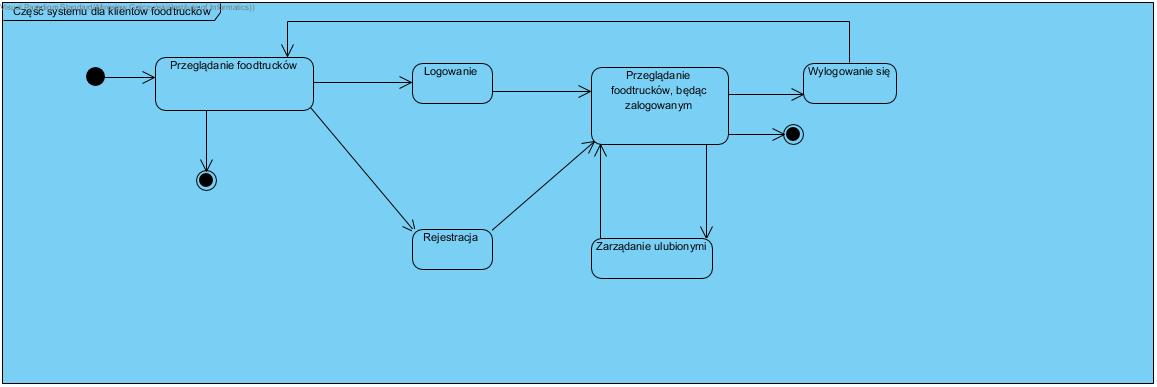 Część systemu dla klientów foodtrucków
Przeglądanie foodtrucków
Logowanie
Przeglądanie
foodtrucków, będąc
zalogowanym
Wylogowanie się
Rejestracja
Zarządanie ulubionymi